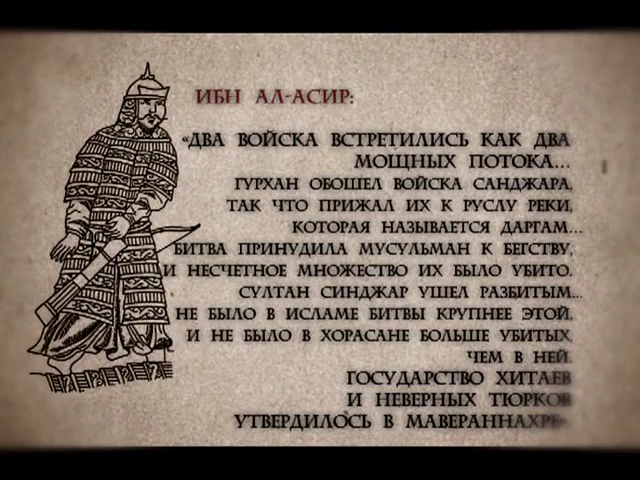 ИБН АЛ-АСИР:
«ДВА ВОЙСКА ВСТРЕТИЛИСЬ КАК ДВА
МОЩНЫХ ПОТОКА...
ГУРХАН ОБОШЕЛ ВОЙСКА САНДЖАРА,
ТАК ЧТО ПРИЖАЛ ИХ К РУСЛУ РЕКИ,
КОТОРАЯ НАЗЫВАЕТСЯ ДАРГАМ...
БИТВА ПРИНУДИЛА МУСУЛЬМАН К БЕГСТВУ,
И НЕСЧЕТНОЕ МНОЖЕСТВО ИХ БЫЛО УБИТО.
СУЛТАН СИНДЖАР УШЕЛ РАЗБИТЫМ...
НЕ БЫЛО В ИСЛАМЕ БИТВЫ КРУПНЕЕ ЭТОЙ,
И НЕ БЫЛО В ХОРАСАНЕ БОЛЬШЕ УБИТЫХ,
ЧЕМ В НЕЙ.
ГОСУДАРСТВО ХИТАЕВ
И НЕВЕРНЫХ ТЮРКОВ
УТВЕРДИЛОСЬ В МАВЕРАННАХРЕ».